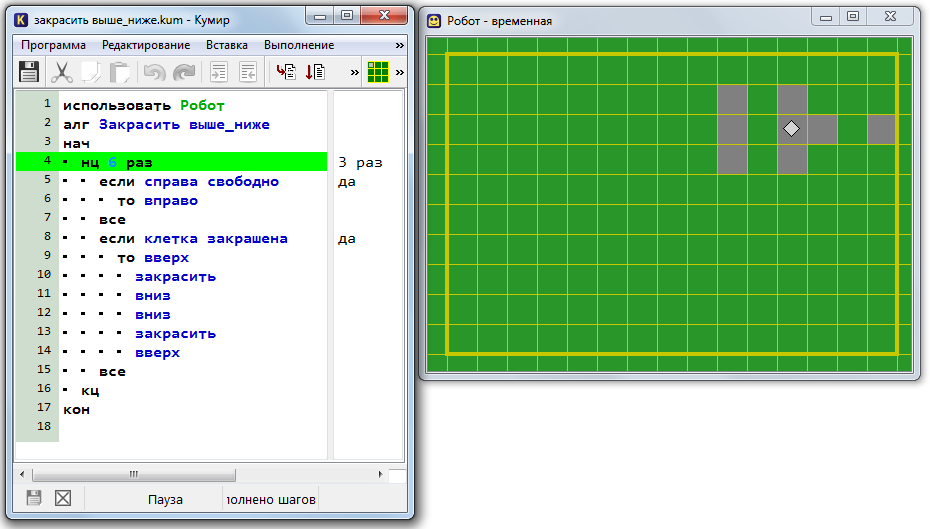 закрасить выше_ниже.kum - Кумир
Программа Редактирование Вставка Выполнение »
» »
1 использовать Робот
2 алг Закрасить выше_ниже
3 нач
4 нц 6 раз 3 раз
5 если справа свободно да
6 то вправо
7 все
8 если клетка закрашена да
9 то вверх
10 закрасить
11 вниз
12 вниз
13 закрасить
14 вверх
15 все
16 кц
17 кон
18
Пауза олнено шагов
Робот - временная